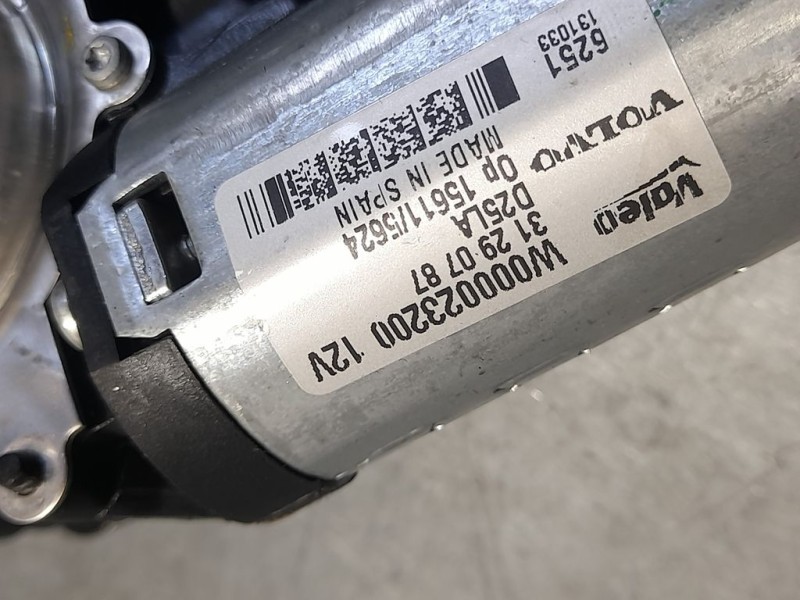 Valeo
VOLVO
6251
131033
W000023200 12V
31 29 07 87
D25LA
Op 15611/5624
MADE IN SPAIN